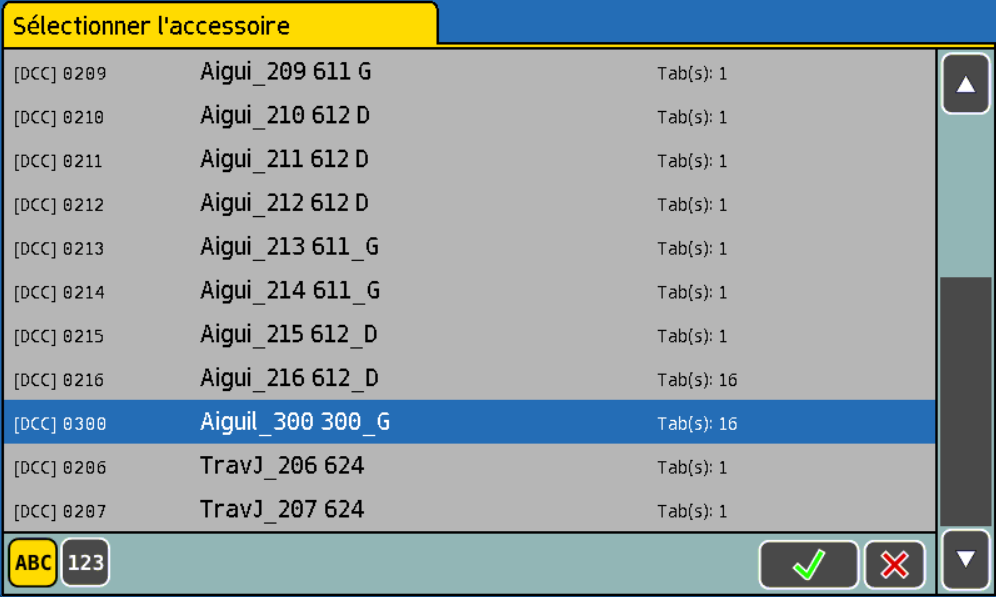 Sélectionner l'accessoire
[DCC] 0209 Aigui_209 611 G Tab(s): 1
[DCC] 0210 Aigui_210 612 D Tab(s): 1
[DCC] 0211 Aigui_211 612 D Tab(s): 1
[DCC] 0212 Aigui_212 612 D Tab(s): 1
[DCC] 0213 Aigui_213 611_G Tab(s): 1
[DCC] 0214 Aigui_214 611_G Tab(s): 1
[DCC] 0215 Aigui_215 612_D Tab(s): 1
[DCC] 0216 Aigui_216 612_D Tab(s): 16
[DCC] 0300 Aiguil_300 300_G Tab(s): 16
[DCC] 0206 TravJ_206 624 Tab(s): 1
[DCC] 0207 TravJ_207 624 Tab(s): 1
ABC 123